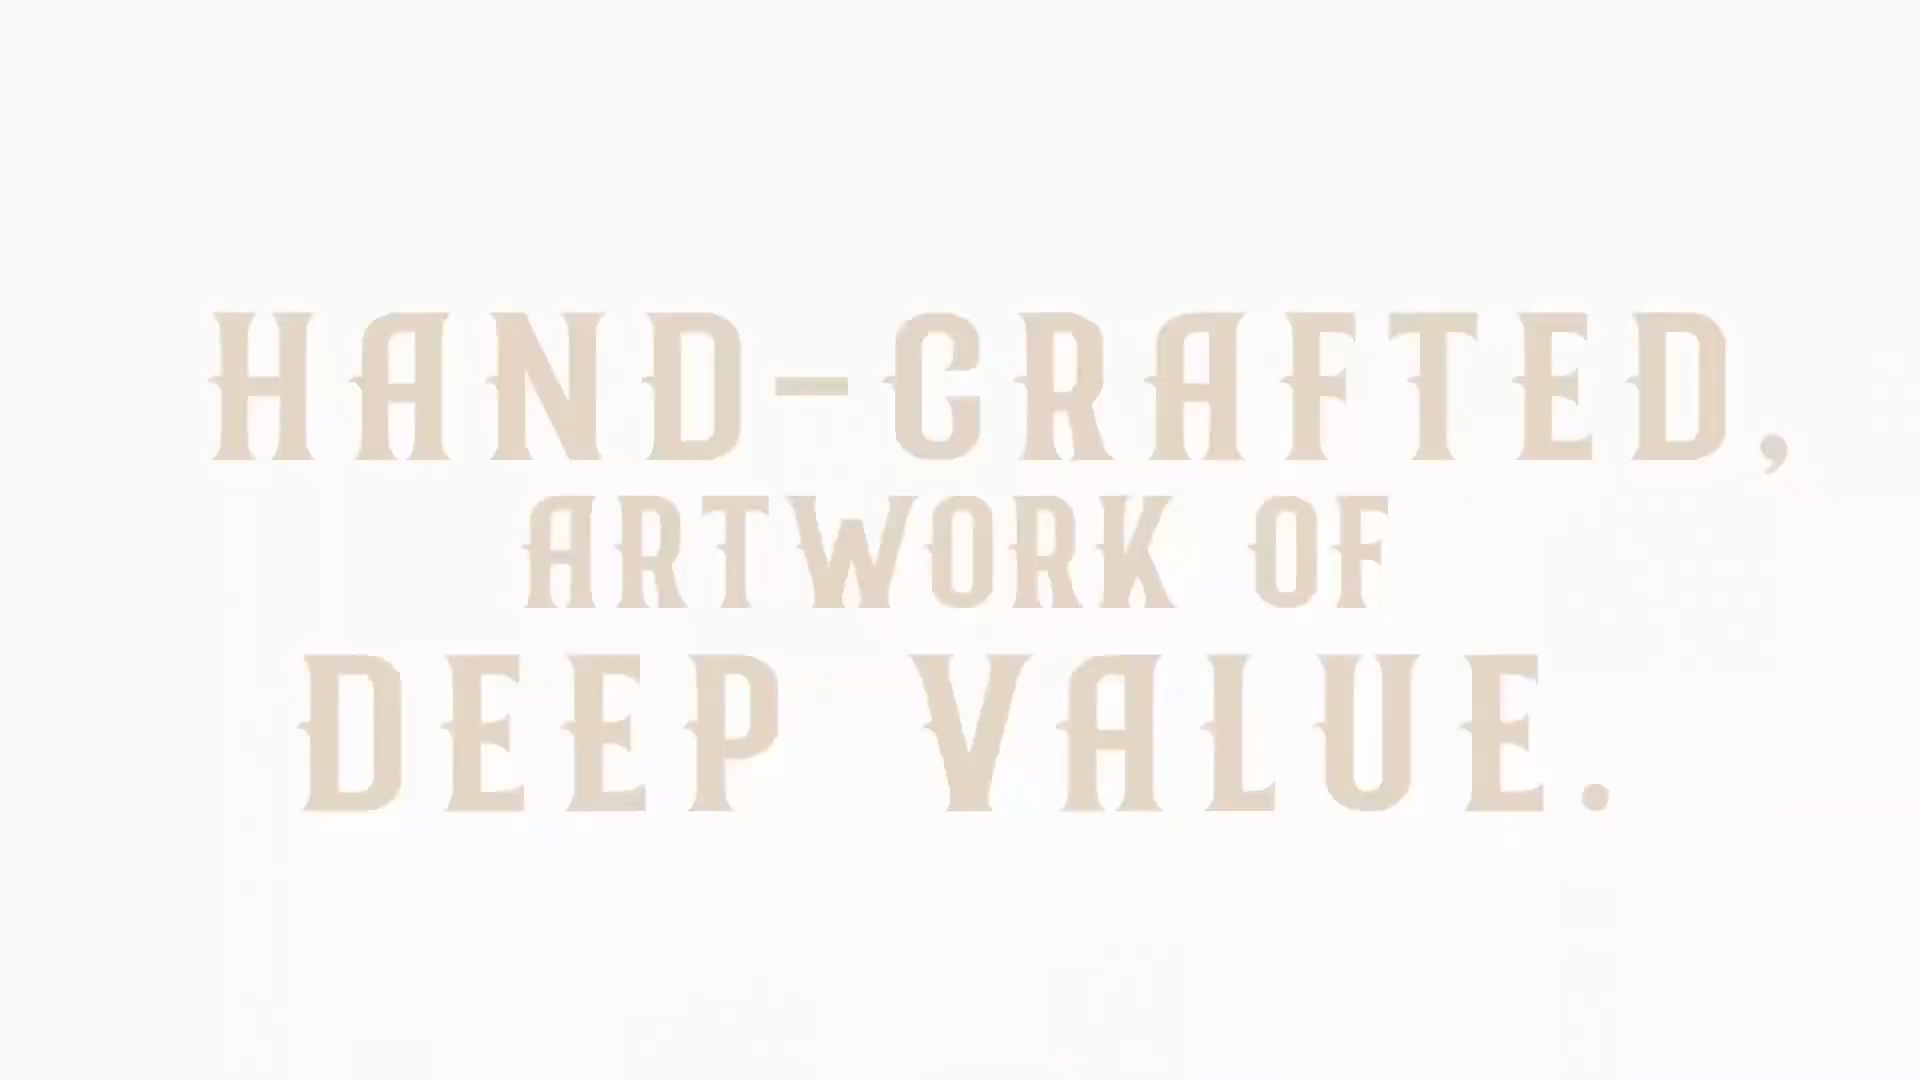 HAND-CRAFTED,
ARTWORK OF
DEEP VALUE.